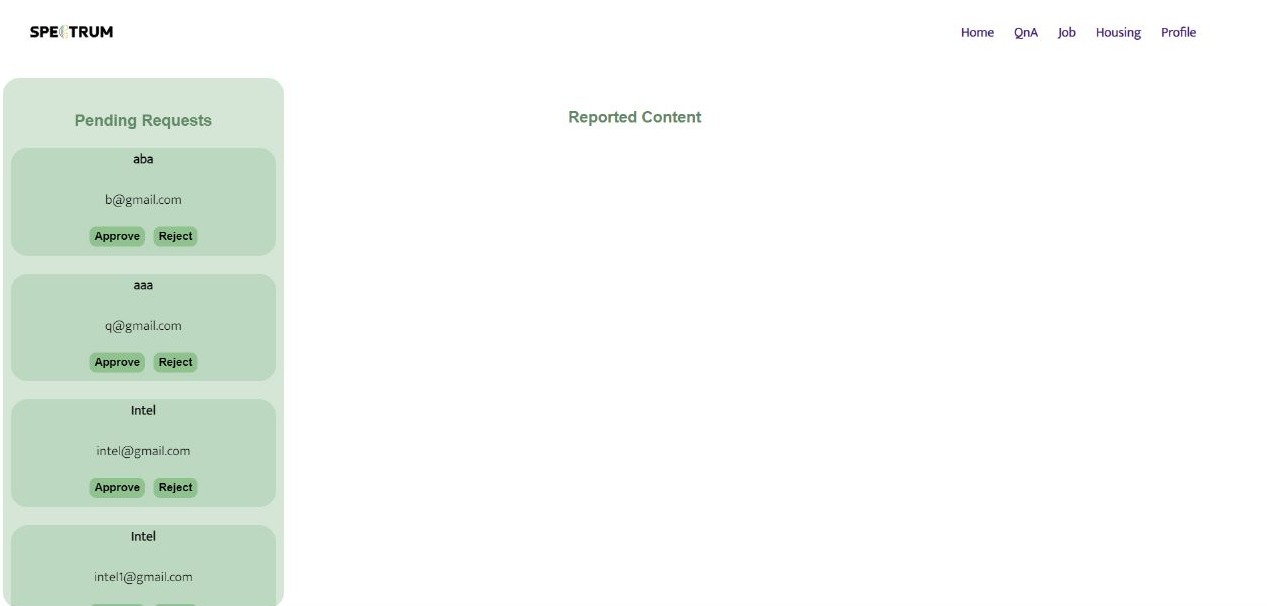 SPECTRUM
Home QnA Job Housing Profile
Pending Requests
aba
b@gmail.com
Approve Reject
aaa
q@gmail.com
Approve Reject
Intel
intel@gmail.com
Approve Reject
Intel
intel1@gmail.com
Reported Content